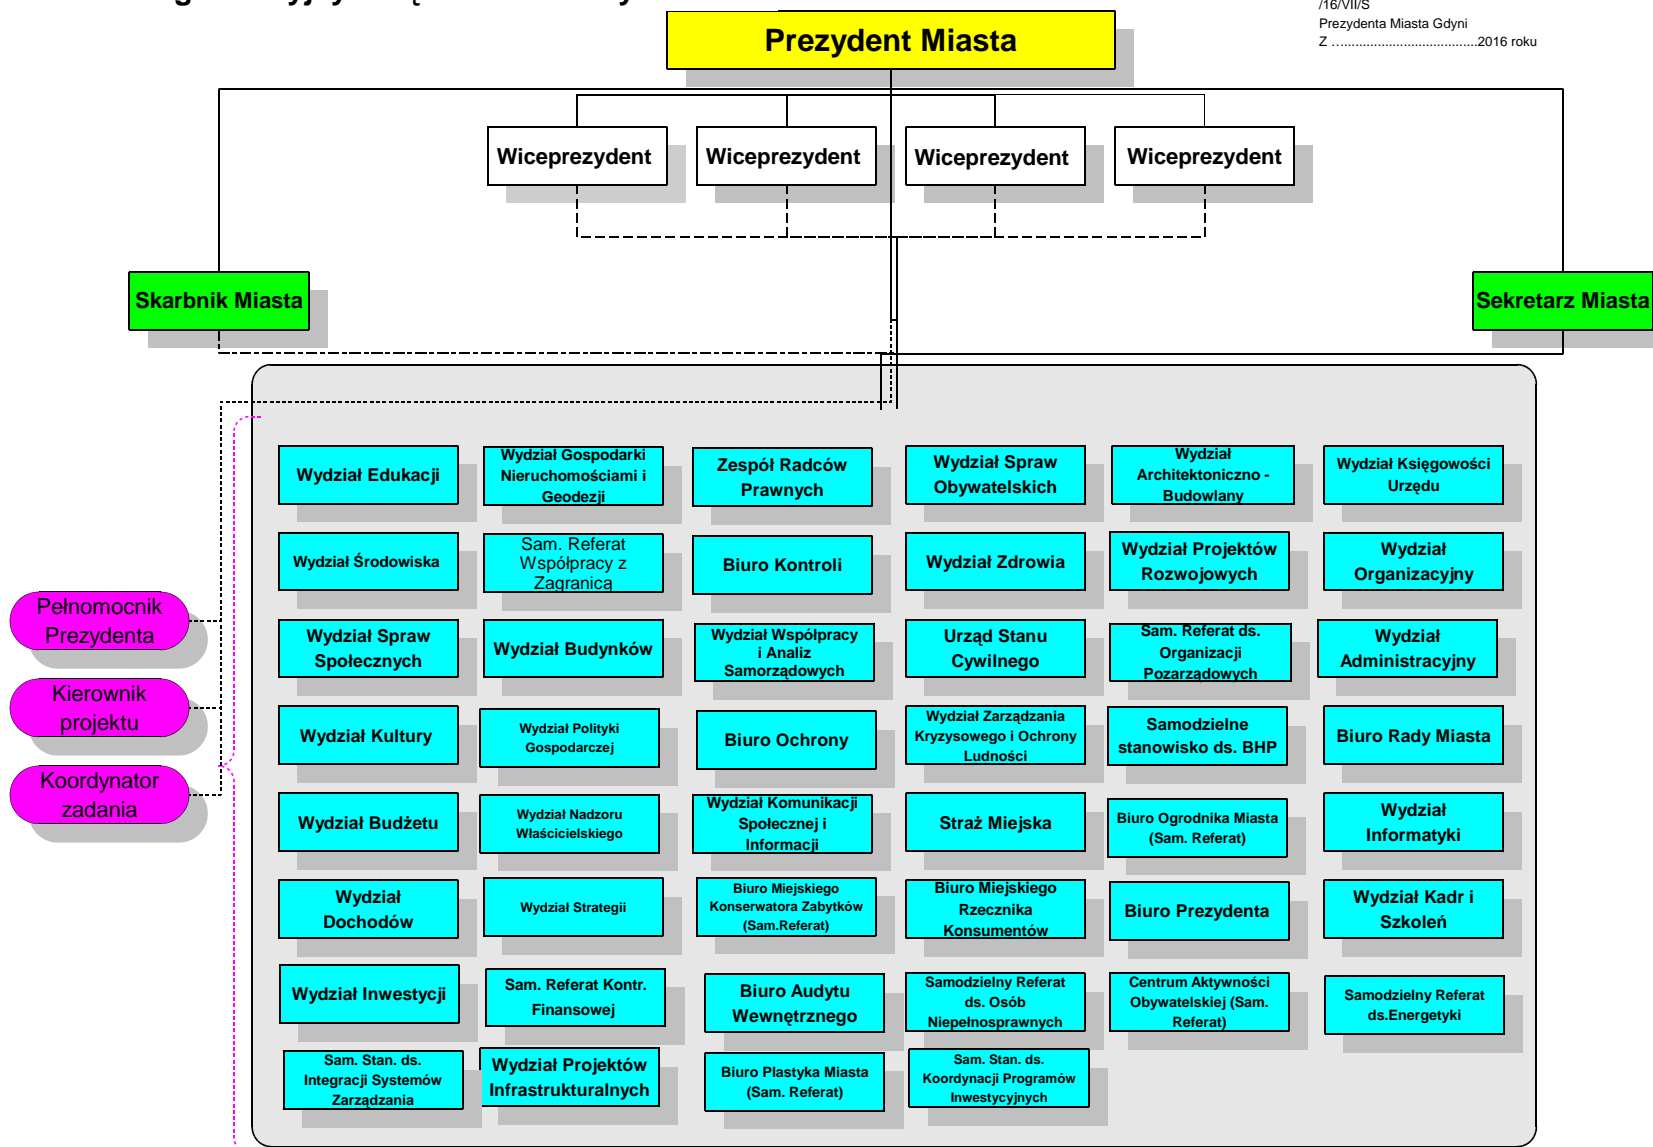 /16/VII/S
Prezydenta Miasta Gdyni
Z …......................................2016 roku
Prezydent Miasta
Wiceprezydent
Wiceprezydent
Wiceprezydent
Wiceprezydent
Skarbnik Miasta
Sekretarz Miasta
Pełnomocnik
Prezydenta
Kierownik
projektu
Koordynator
zadania
Wydział Edukacji
Wydział Gospodarki
Nieruchomościami i
Geodezji
Zespół Radców
Prawnych
Wydział Spraw
Obywatelskich
Wydział
Architektoniczno -
Budowlany
Wydział Księgowości
Urzędu
Wydział Środowiska
Sam. Referat
Współpracy z
Zagranicą
Biuro Kontroli
Wydział Zdrowia
Wydział Projektów
Rozwojowych
Wydział
Organizacyjny
Wydział Spraw
Społecznych
Wydział Budynków
Wydział Współpracy
i Analiz
Samorządowych
Urząd Stanu
Cywilnego
Sam. Referat ds.
Organizacji
Pozarządowych
Wydział
Administracyjny
Wydział Kultury
Wydział Polityki
Gospodarczej
Biuro Ochrony
Wydział Zarządzania
Kryzysowego i Ochrony
Ludności
Samodzielne
stanowisko ds. BHP
Biuro Rady Miasta
Wydział Budżetu
Wydział Nadzoru
Właścicielskiego
Wydział Komunikacji
Społecznej i
Informacji
Straż Miejska
Biuro Ogrodnika Miasta
(Sam. Referat)
Wydział
Informatyki
Wydział
Dochodów
Wydział Strategii
Biuro Miejskiego
Konserwatora Zabytków
(Sam.Referat)
Biuro Miejskiego
Rzecznika
Konsumentów
Biuro Prezydenta
Wydział Kadr i
Szkoleń
Wydział Inwestycji
Sam. Referat Kontr.
Finansowej
Biuro Audytu
Wewnętrznego
Samodzielny Referat
ds. Osób
Niepełnosprawnych
Centrum Aktywności
Obywatelskiej (Sam.
Referat)
Samodzielny Referat
ds.Energetyki
Sam. Stan. ds.
Integracji Systemów
Zarządzania
Wydział Projektów
Infrastrukturalnych
Biuro Plastyka Miasta
(Sam. Referat)
Sam. Stan. ds.
Koordynacji Programów
Inwestycyjnych